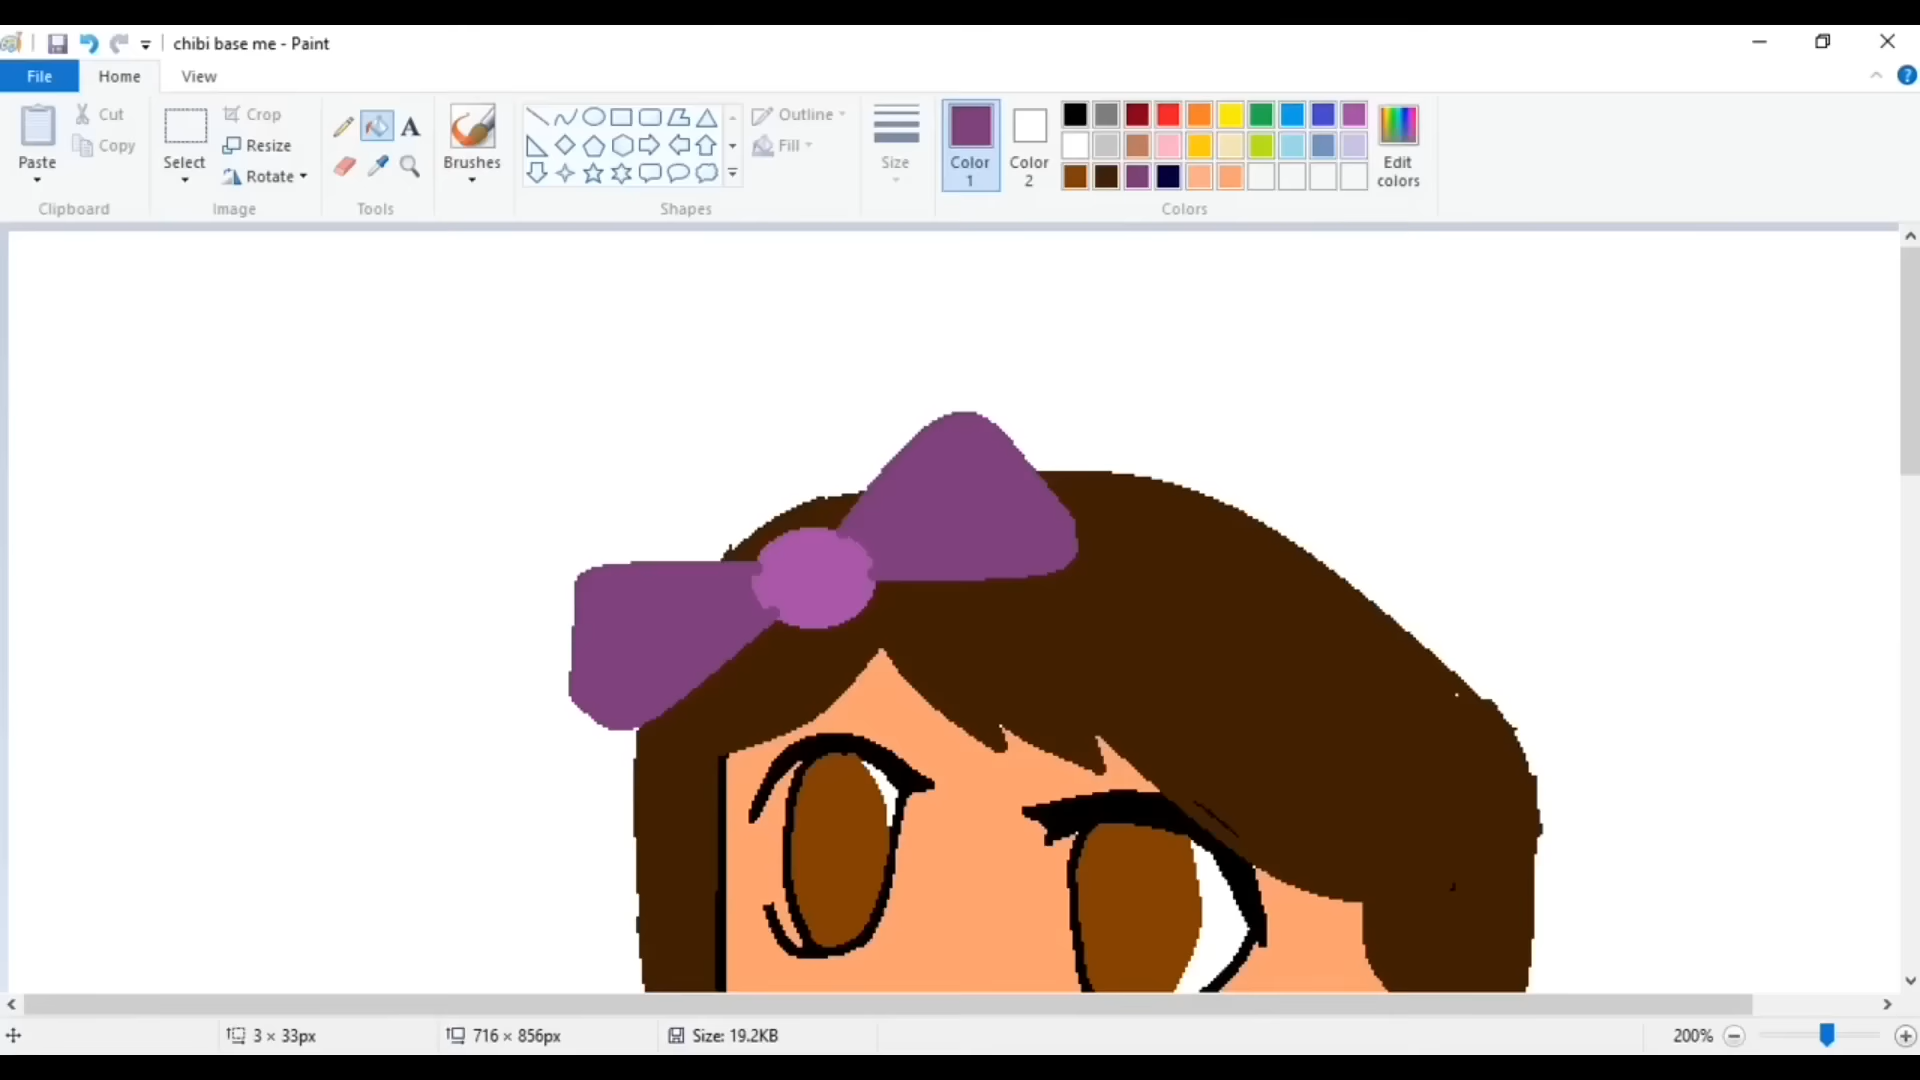 chibi base me - Paint
File Home View
Paste
Cut
Copy
Clipboard
Select
Crop
Resize
Rotate
Image
A
Tools
Brushes
Shapes
Outline
Fill
Size
Color
1
Color
2
Edit
colors
Colors
?
3 × 33px
716 × 856px
Size: 19.2KB
200%